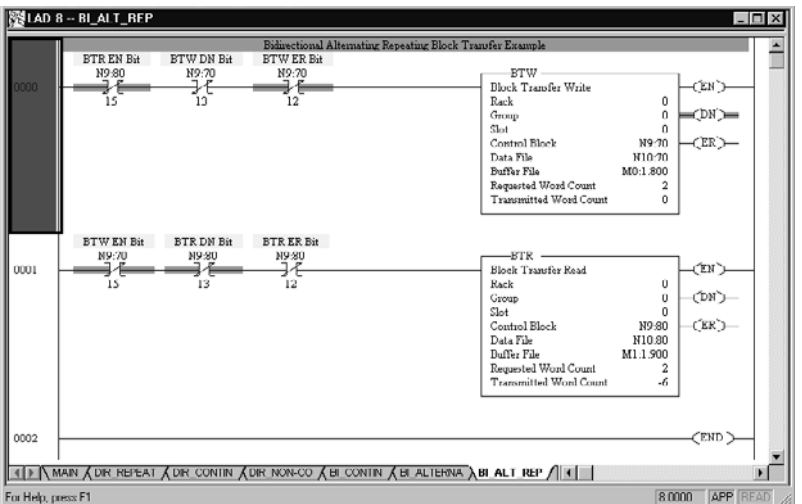 LAD 8 -- BI_ALT_REP
Bidirectional Alternating Repeating Block Transfer Example
BTR EN Bit BTW DN Bit BTW ER Bit
N9:80 N9:70 N9:70
0000
15 13 12
BTW
Block Transfer Write
Rack 0
Group 0
Slot 0
Control Block N9:70
Data File N10:70
Buffer File M0:1.800
Requested Word Count 2
Transmitted Word Count 0
EN
DN
ER
BTW EN Bit BTR DN Bit BTR ER Bit
N9:70 N9:80 N9:80
0001
15 13 12
BTR
Block Transfer Read
Rack 0
Group 0
Slot 0
Control Block N9:80
Data File N10:80
Buffer File M1:1.900
Requested Word Count 2
Transmitted Word Count -6
EN
DN
ER
0002
END
MAIN DIR_REPEAT DIR_CONTIN DIR_NON-CO BI_CONTIN BI_ALTERNA BI_ALT_REP
For Help, press F1 8:0000 APP READ